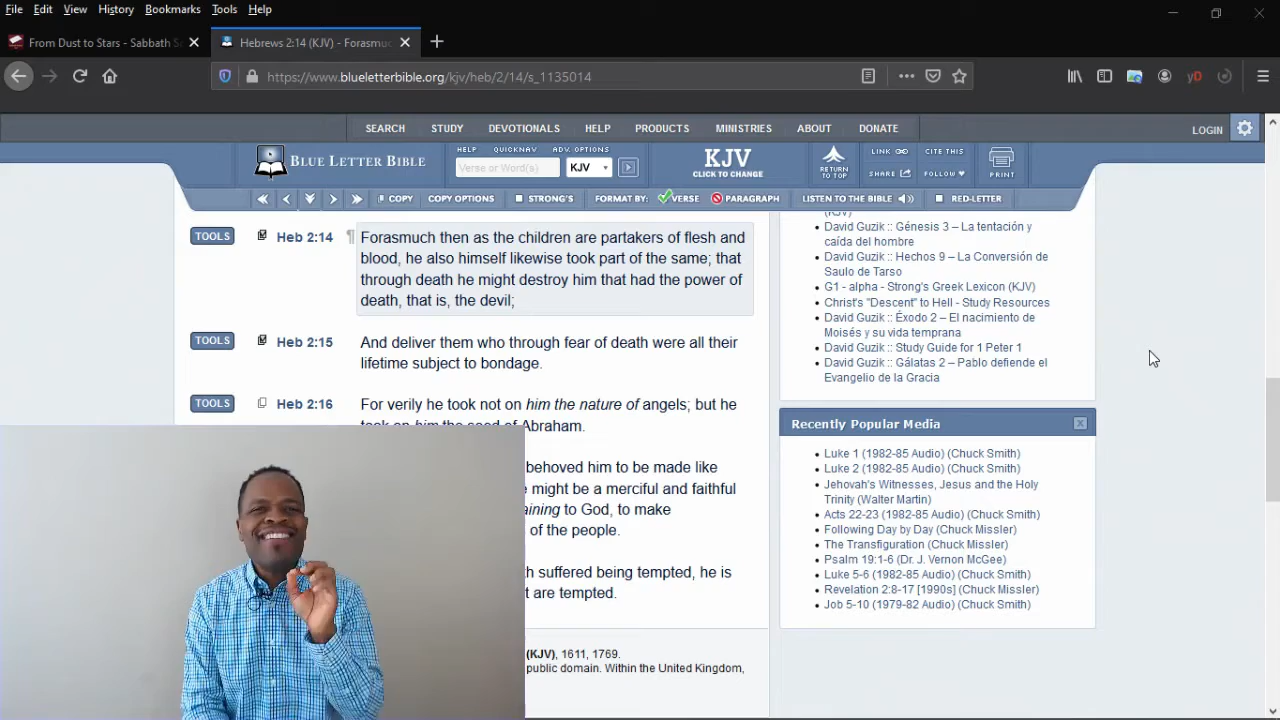 File Edit View History Bookmarks Tools Help
From Dust to Stars - Sabbath S
Hebrews 2:14 (KJV) - Forasmuc
https://www.blueletterbible.org/kjv/heb/2/14/s_1135014
SEARCH STUDY DEVOTIONALS HELP PRODUCTS MINISTRIES ABOUT DONATE
LOGIN
BLUE LETTER BIBLE
HELP QUICKNAV ADV. OPTIONS
Verse or Word(s) KJV
KJV
CLICK TO CHANGE
RETURN
TO TOP
LINK CITE THIS
SHARE FOLLOW
PRINT
COPY COPY OPTIONS STRONG'S FORMAT BY: VERSE PARAGRAPH LISTEN TO THE BIBLE RED-LETTER
TOOLS Heb 2:14 ¶ Forasmuch then as the children are partakers of flesh and
blood, he also himself likewise took part of the same; that
through death he might destroy him that had the power of
death, that is, the devil;
TOOLS Heb 2:15 And deliver them who through fear of death were all their
lifetime subject to bondage.
TOOLS Heb 2:16 For verily he took not on him the nature of angels; but he
took on him the seed of Abraham.
behoved him to be made like
e might be a merciful and faithful
ining to God, to make
of the people.
h suffered being tempted, he is
t are tempted.
(KJV), 1611, 1769.
public domain. Within the United Kingdom,
(KJV)
David Guzik :: Génesis 3 – La tentación y
caída del hombre
David Guzik :: Hechos 9 – La Conversión de
Saulo de Tarso
G1 - alpha - Strong's Greek Lexicon (KJV)
Christ's "Descent" to Hell - Study Resources
David Guzik :: Éxodo 2 – El nacimiento de
Moisés y su vida temprana
David Guzik :: Study Guide for 1 Peter 1
David Guzik :: Gálatas 2 – Pablo defiende el
Evangelio de la Gracia
Recently Popular Media
Luke 1 (1982-85 Audio) (Chuck Smith)
Luke 2 (1982-85 Audio) (Chuck Smith)
Jehovah's Witnesses, Jesus and the Holy
Trinity (Walter Martin)
Acts 22-23 (1982-85 Audio) (Chuck Smith)
Following Day by Day (Chuck Missler)
The Transfiguration (Chuck Missler)
Psalm 19:1-6 (Dr. J. Vernon McGee)
Luke 5-6 (1982-85 Audio) (Chuck Smith)
Revelation 2:8-17 [1990s] (Chuck Missler)
Job 5-10 (1979-82 Audio) (Chuck Smith)